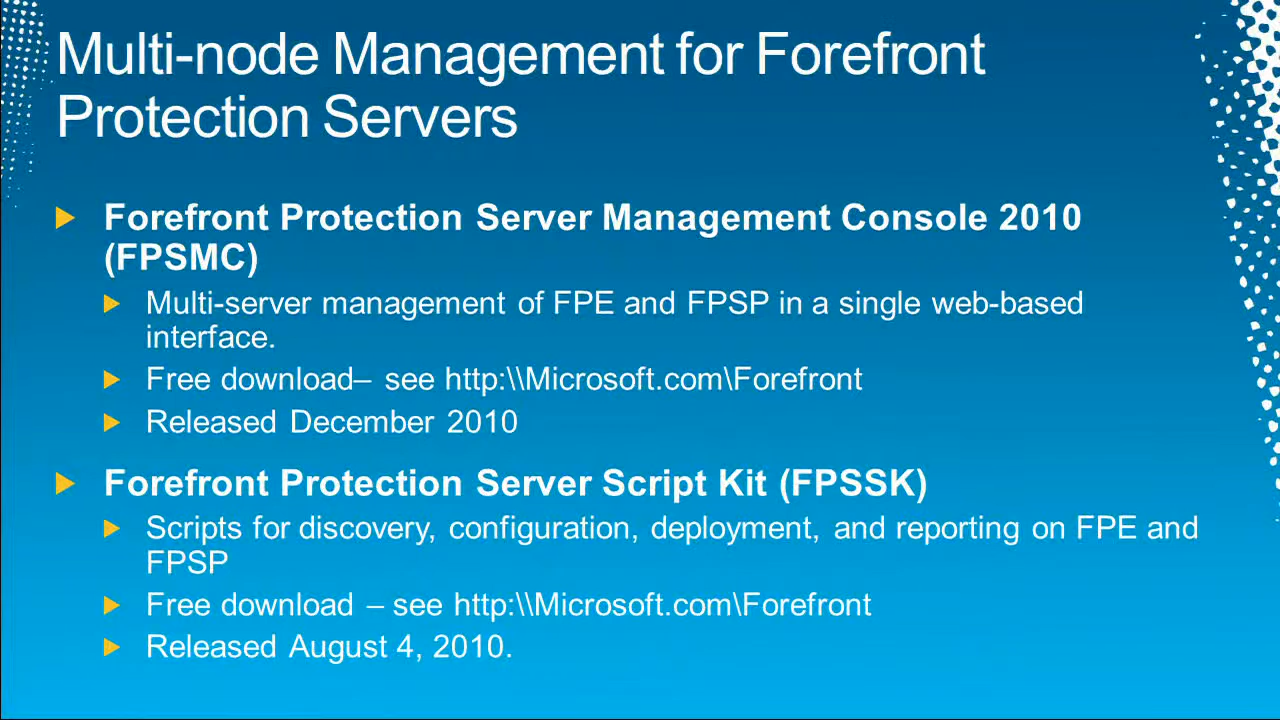 Multi-node Management for Forefront
Protection Servers
Forefront Protection Server Management Console 2010
(FPSMC)
Multi-server management of FPE and FPSP in a single web-based
interface.
Free download– see http:\\Microsoft.com\Forefront
Released December 2010
Forefront Protection Server Script Kit (FPSSK)
Scripts for discovery, configuration, deployment, and reporting on FPE and
FPSP
Free download – see http:\\Microsoft.com\Forefront
Released August 4, 2010.